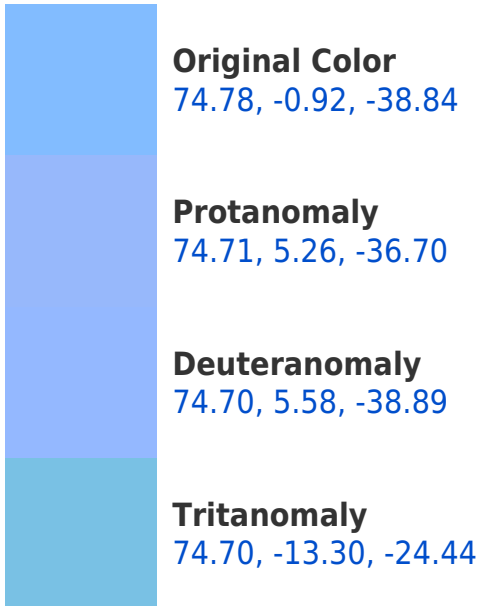 Original Color
74.78, -0.92, -38.84
Protanomaly
74.71, 5.26, -36.70
Deuteranomaly
74.70, 5.58, -38.89
Tritanomaly
74.70, -13.30, -24.44